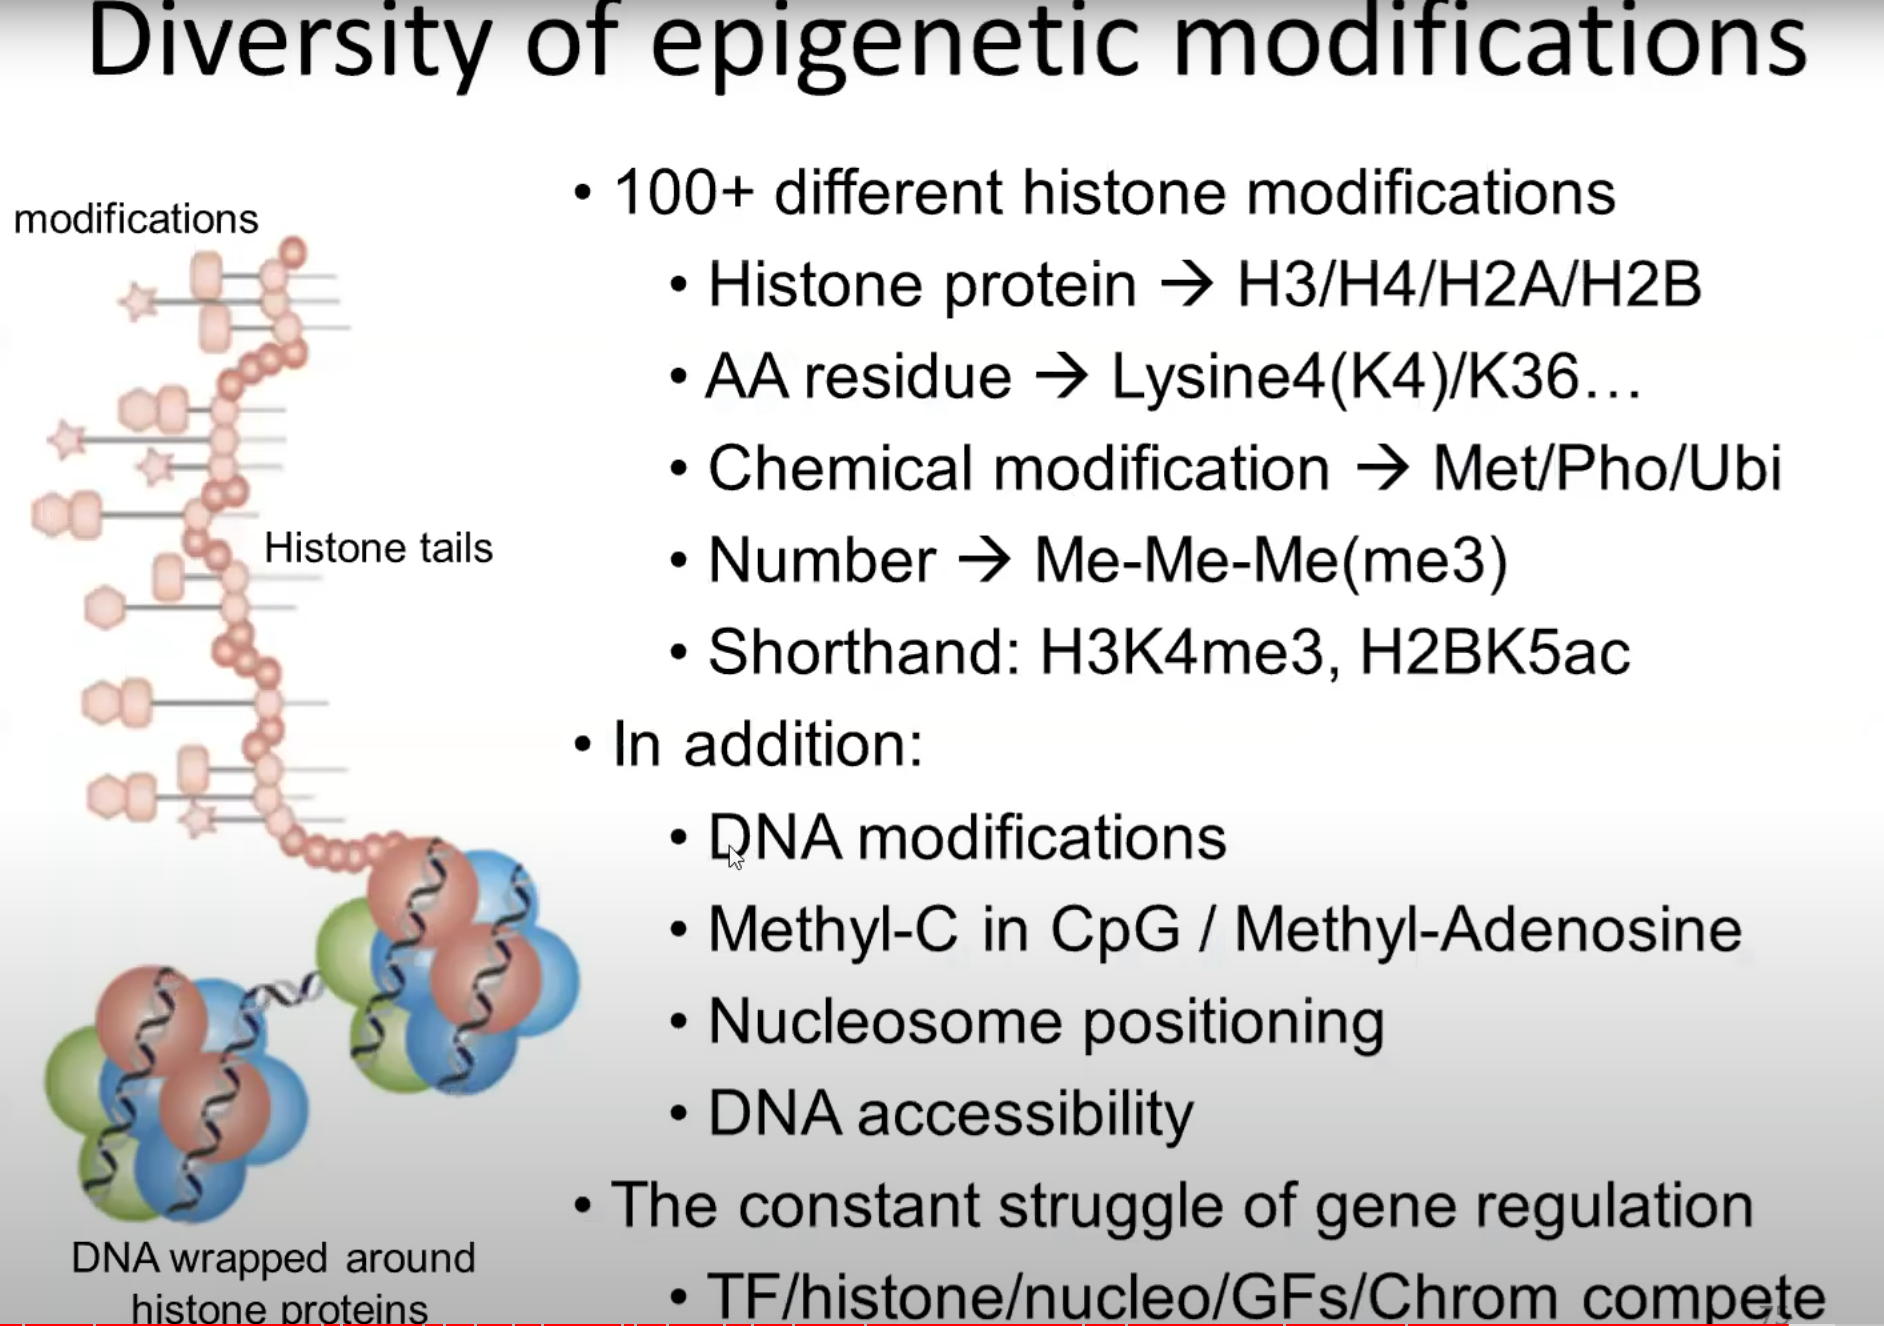 Diversity of epigenetic modifications
modifications
Histone tails
DNA wrapped around
histone proteins
• 100+ different histone modifications
• Histone protein → H3/H4/H2A/H2B
• AA residue → Lysine4(K4)/K36…
• Chemical modification → Met/Pho/Ubi
• Number → Me-Me-Me(me3)
• Shorthand: H3K4me3, H2BK5ac
• In addition:
• DNA modifications
• Methyl-C in CpG / Methyl-Adenosine
• Nucleosome positioning
• DNA accessibility
• The constant struggle of gene regulation
• TF/histone/nucleo/GFs/Chrom compete